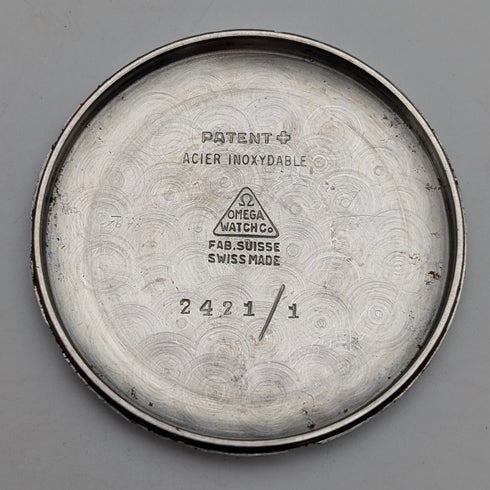 PATENT ✚
ACIER INOXYDABLE
Ω
OMEGA
WATCH Co
FAB. SUISSE
SWISS MADE
2421/1